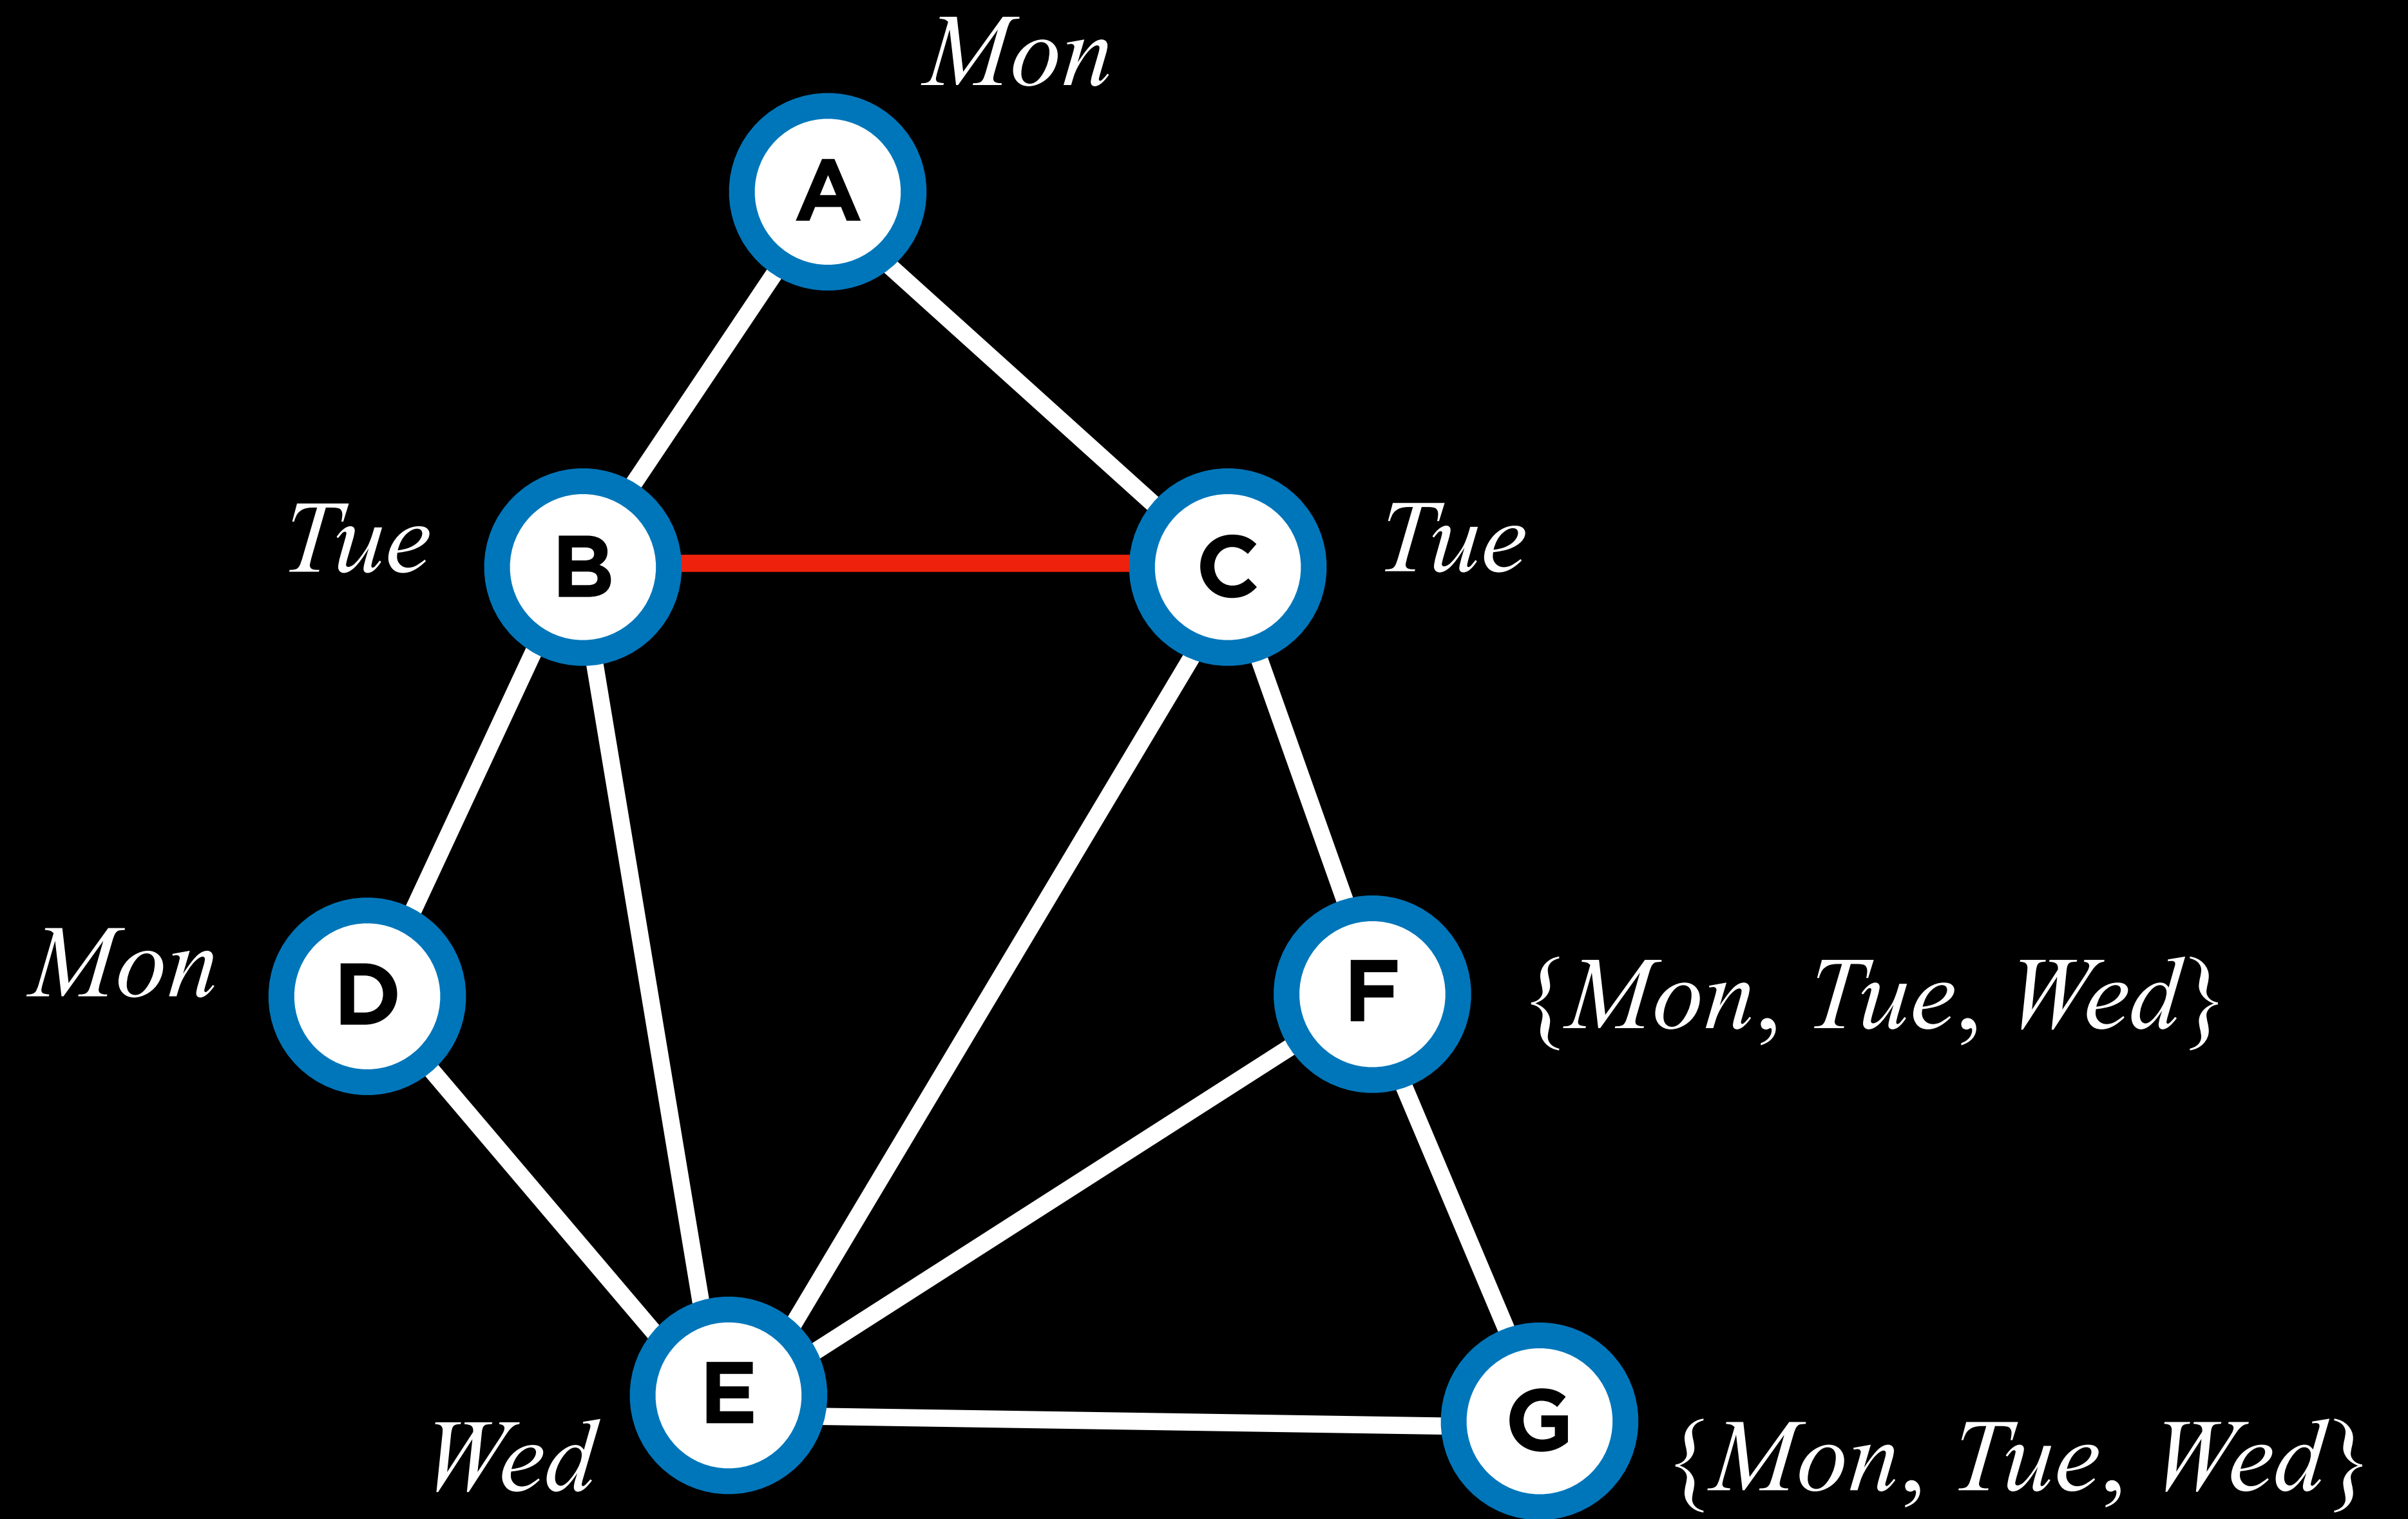 Mon
A
Tue
B
C
Tue
Mon
D
F
{Mon, Tue, Wed}
E
Wed
G
{Mon, Tue, Wed}